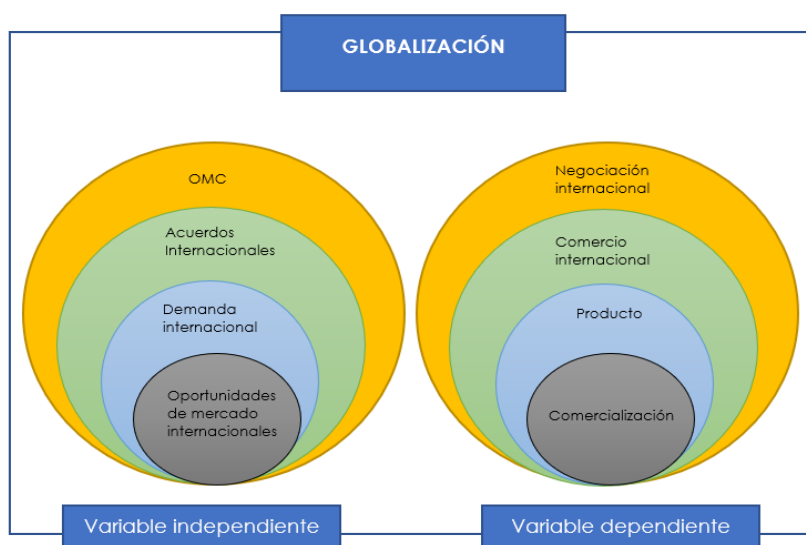 GLOBALIZACIÓN
OMC
Acuerdos
Internacionales
Demanda
internacional
Oportunidades
de mercado
internacionales
Variable independiente
Negociación
internacional
Comercio
internacional
Producto
Comercialización
Variable dependiente